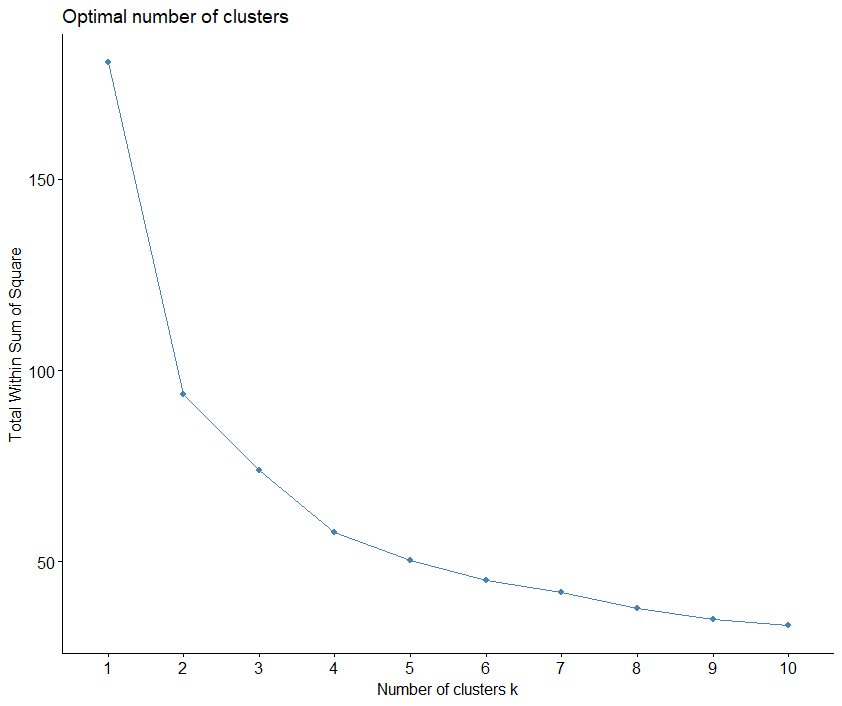 Optimal number of clusters
Total Within Sum of Square
150
100
50
1 2 3 4 5 6 7 8 9 10
Number of clusters k